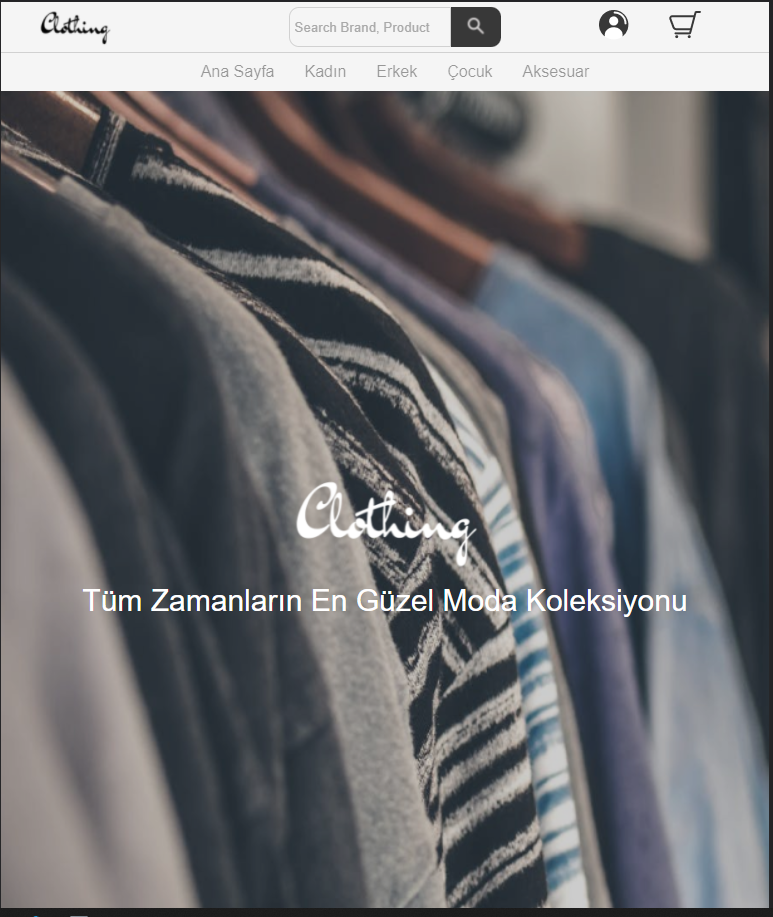 Clothing
Search Brand, Product
Ana Sayfa Kadın Erkek Çocuk Aksesuar
Clothing
Tüm Zamanların En Güzel Moda Koleksiyonu